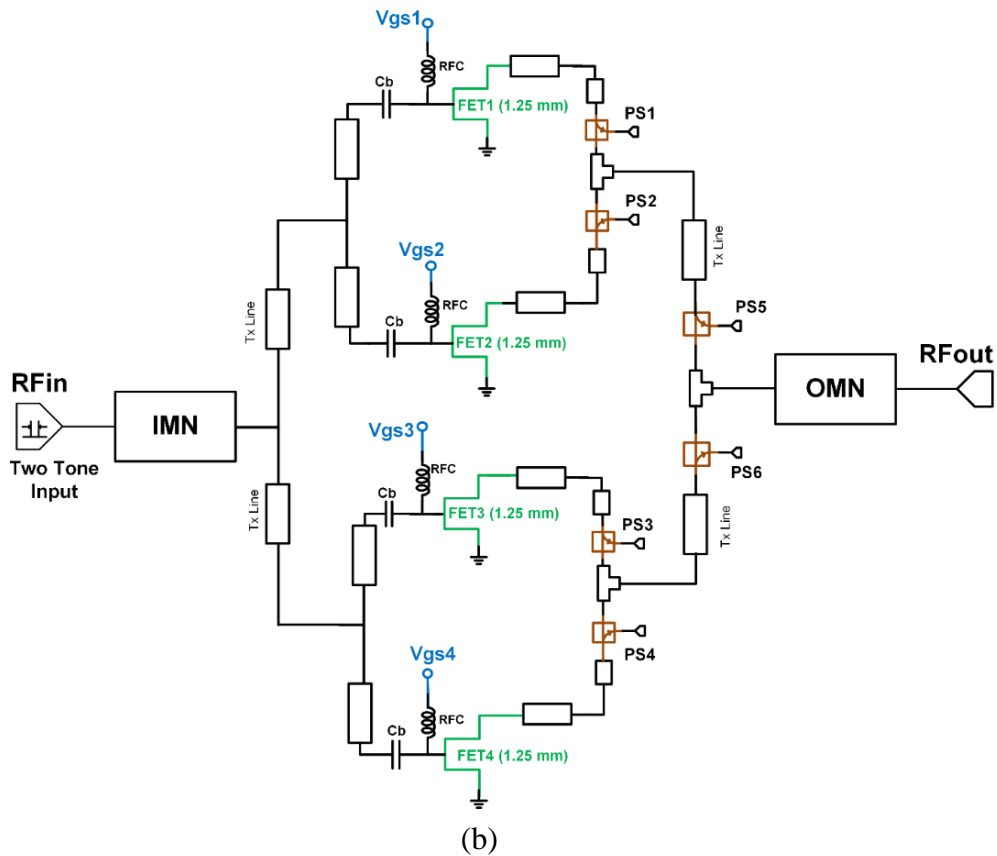 Vgs1
RFC
Cb
FET1 (1.25 mm)
PS1
PS2
Tx Line
Vgs2
RFC
Cb
FET2 (1.25 mm)
Tx Line
PS5
RFin
IMN
Two Tone
Input
OMN
RFout
Vgs3
RFC
Cb
FET3 (1.25 mm)
Tx Line
PS3
PS6
Tx Line
PS4
Vgs4
RFC
Cb
FET4 (1.25 mm)
(b)